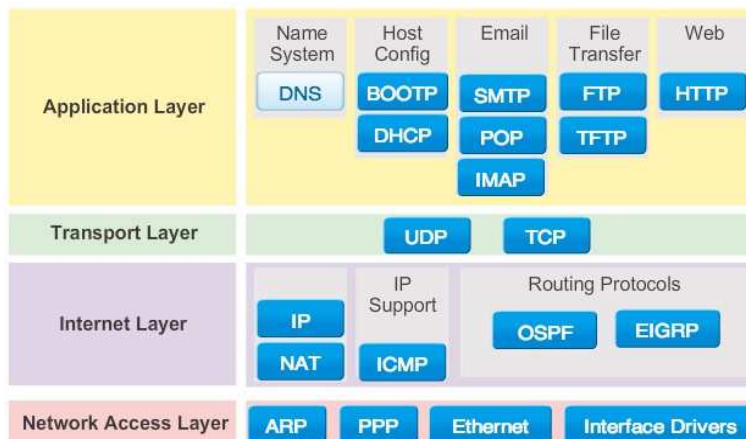 Application Layer
Name System
Host Config
Email
File Transfer
Web
DNS
BOOTP
SMTP
FTP
HTTP
DHCP
POP
TFTP
IMAP
Transport Layer
UDP
TCP
Internet Layer
IP Support
Routing Protocols
IP
OSPF
EIGRP
NAT
ICMP
Network Access Layer
ARP
PPP
Ethernet
Interface Drivers